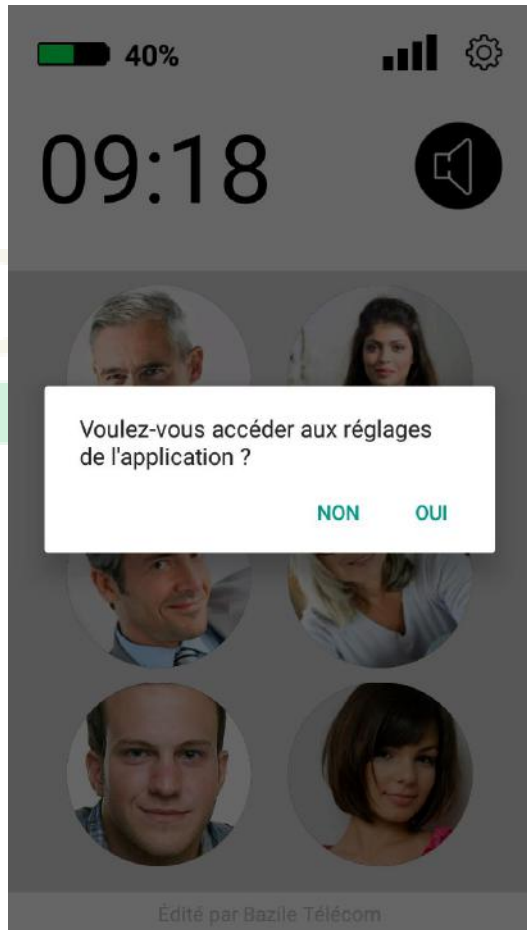 40%
09:18
Voulez-vous accéder aux réglages
de l'application ?
NON OUI
Édité par Bazile Télécom